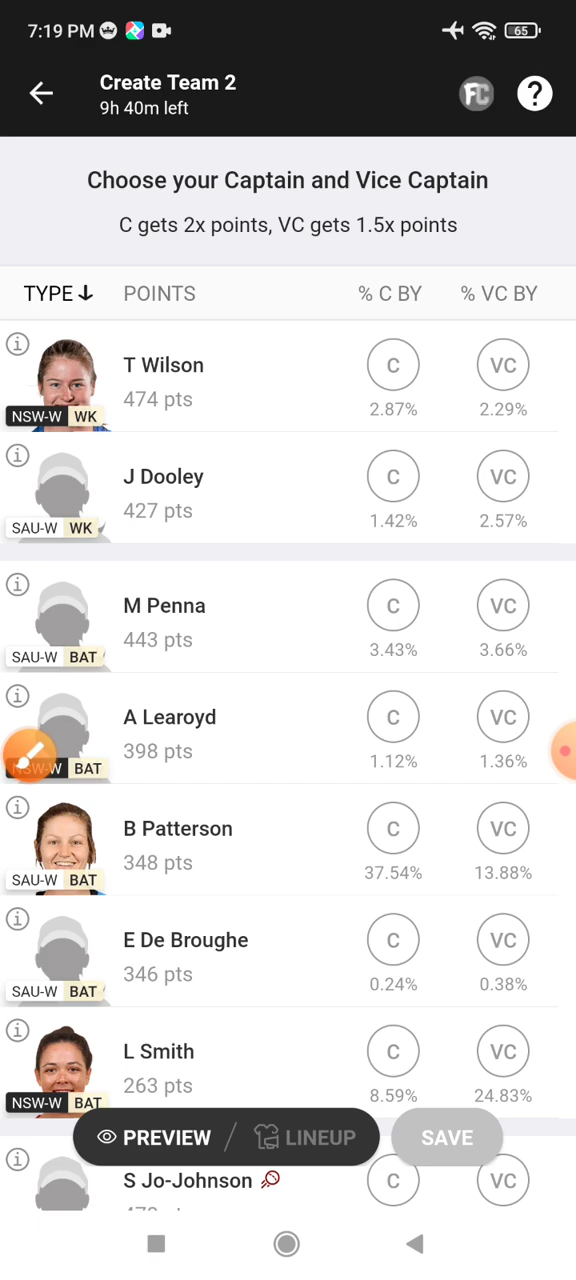 7:19 PM
65
Create Team 2
9h 40m left
FC
?
Choose your Captain and Vice Captain
C gets 2x points, VC gets 1.5x points
TYPE POINTS % C BY % VC BY
T Wilson
474 pts
C VC
2.87% 2.29%
NSW-W WK
J Dooley
427 pts
C VC
1.42% 2.57%
SAU-W WK
M Penna
443 pts
C VC
3.43% 3.66%
SAU-W BAT
A Learoyd
398 pts
C VC
1.12% 1.36%
BAT
B Patterson
348 pts
C VC
37.54% 13.88%
SAU-W BAT
E De Broughe
346 pts
C VC
0.24% 0.38%
SAU-W BAT
L Smith
263 pts
C VC
8.59% 24.83%
NSW-W BAT
PREVIEW LINEUP SAVE
S Jo-Johnson
C VC